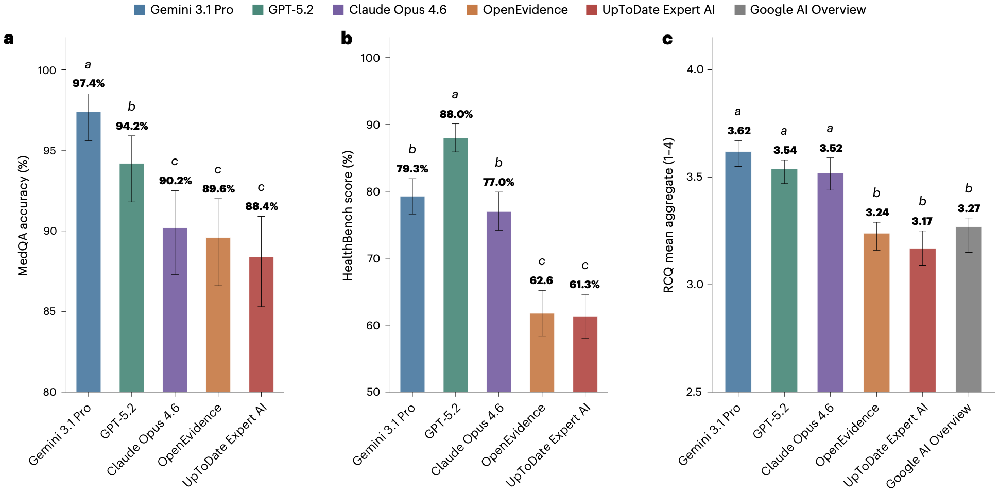 Gemini 3.1 Pro GPT-5.2 Claude Opus 4.6 OpenEvidence UpToDate Expert AI Google AI Overview
a
MedQA accuracy (%)
100
95
90
85
80
a
97.4%
b
94.2%
c
90.2%
c
89.6%
c
88.4%
Gemini 3.1 Pro
GPT-5.2
Claude Opus 4.6
OpenEvidence
UpToDate Expert AI
b
HealthBench score (%)
100
90
80
70
60
50
b
79.3%
a
88.0%
b
77.0%
c
62.6
c
61.3%
Gemini 3.1 Pro
GPT-5.2
Claude Opus 4.6
OpenEvidence
UpToDate Expert AI
c
RCQ mean aggregate (1–4)
4.0
3.5
3.0
2.5
a
3.62
a
3.54
a
3.52
b
3.24
b
3.17
b
3.27
Gemini 3.1 Pro
GPT-5.2
Claude Opus 4.6
OpenEvidence
UpToDate Expert AI
Google AI Overview